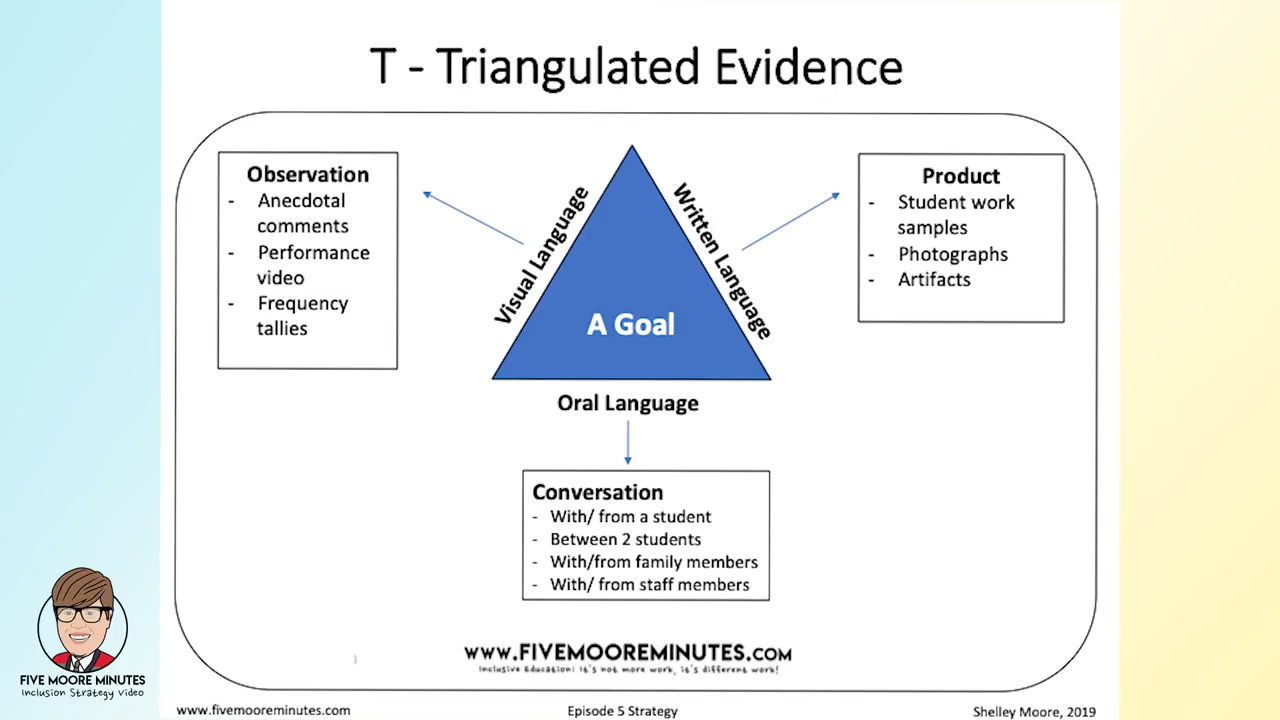 T - Triangulated Evidence
Observation
- Anecdotal
comments
- Performance
video
- Frequency
tallies
Visual Language
Written Language
A Goal
Product
- Student work
samples
- Photographs
- Artifacts
Oral Language
Conversation
- With/ from a student
- Between 2 students
- With/from family members
- With/ from staff members
www.FIVEMOOREMINUTES.com
Inclusive Education: it's not more work, it's different work!
FIVE MOORE MINUTES
Inclusion Strategy Video
www.fivemooreminutes.com
Episode 5 Strategy
Shelley Moore, 2019